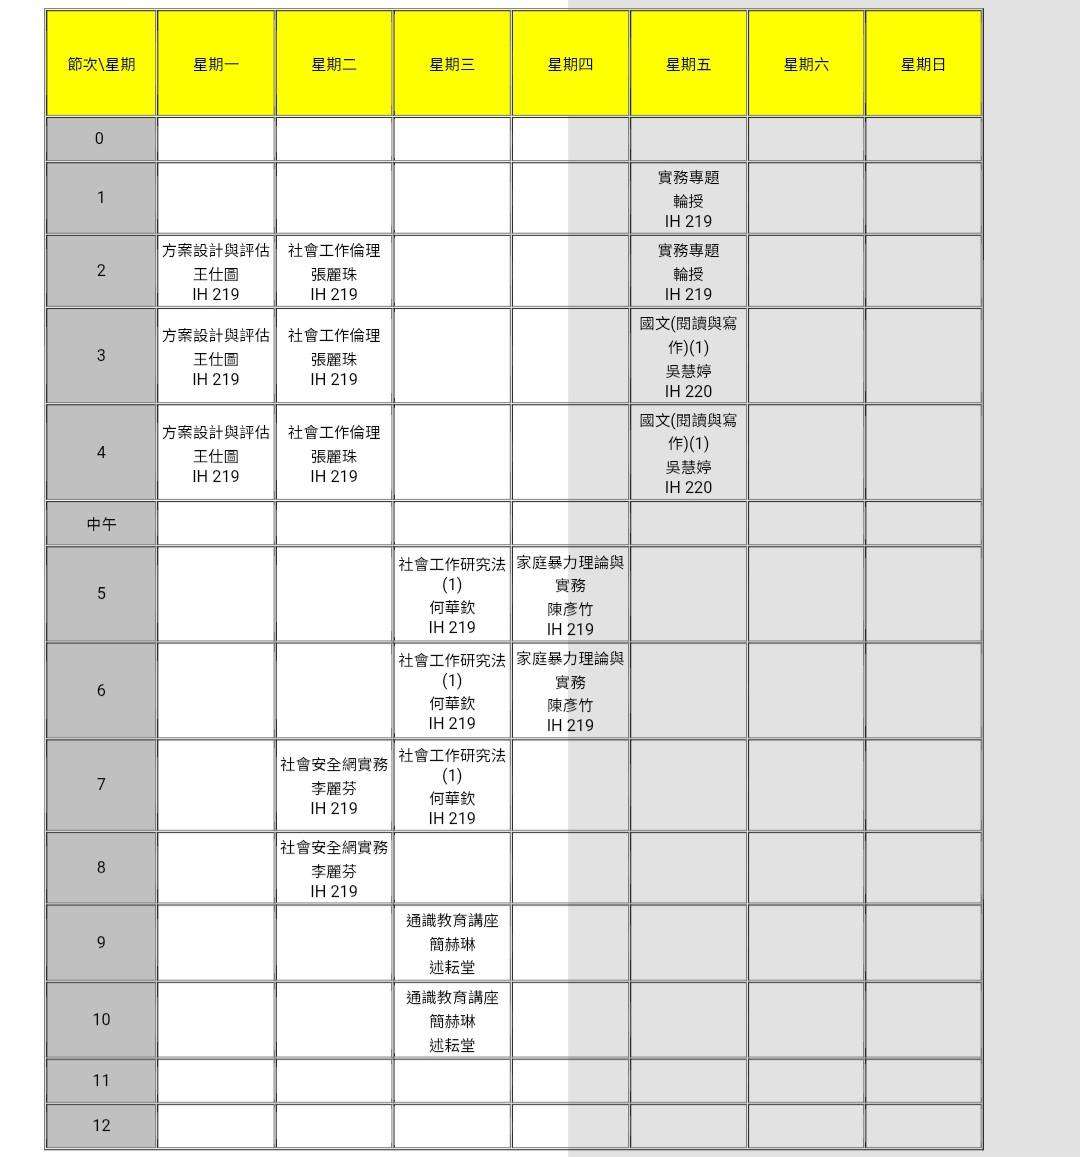 節次\星期 星期一 星期二 星期三 星期四 星期五 星期六 星期日
0
1
實務專題
輪授
IH 219
2
方案設計與評估
王仕圖
IH 219
社會工作倫理
張麗珠
IH 219
實務專題
輪授
IH 219
3
方案設計與評估
王仕圖
IH 219
社會工作倫理
張麗珠
IH 219
國文(閱讀與寫
作)(1)
吳慧婷
IH 220
4
方案設計與評估
王仕圖
IH 219
社會工作倫理
張麗珠
IH 219
國文(閱讀與寫
作)(1)
吳慧婷
IH 220
中午
5
社會工作研究法
(1)
何華欽
IH 219
家庭暴力理論與
實務
陳彥竹
IH 219
6
社會工作研究法
(1)
何華欽
IH 219
家庭暴力理論與
實務
陳彥竹
IH 219
7
社會安全網實務
李麗芬
IH 219
社會工作研究法
(1)
何華欽
IH 219
8
社會安全網實務
李麗芬
IH 219
9
通識教育講座
簡赫琳
述耘堂
10
通識教育講座
簡赫琳
述耘堂
11
12